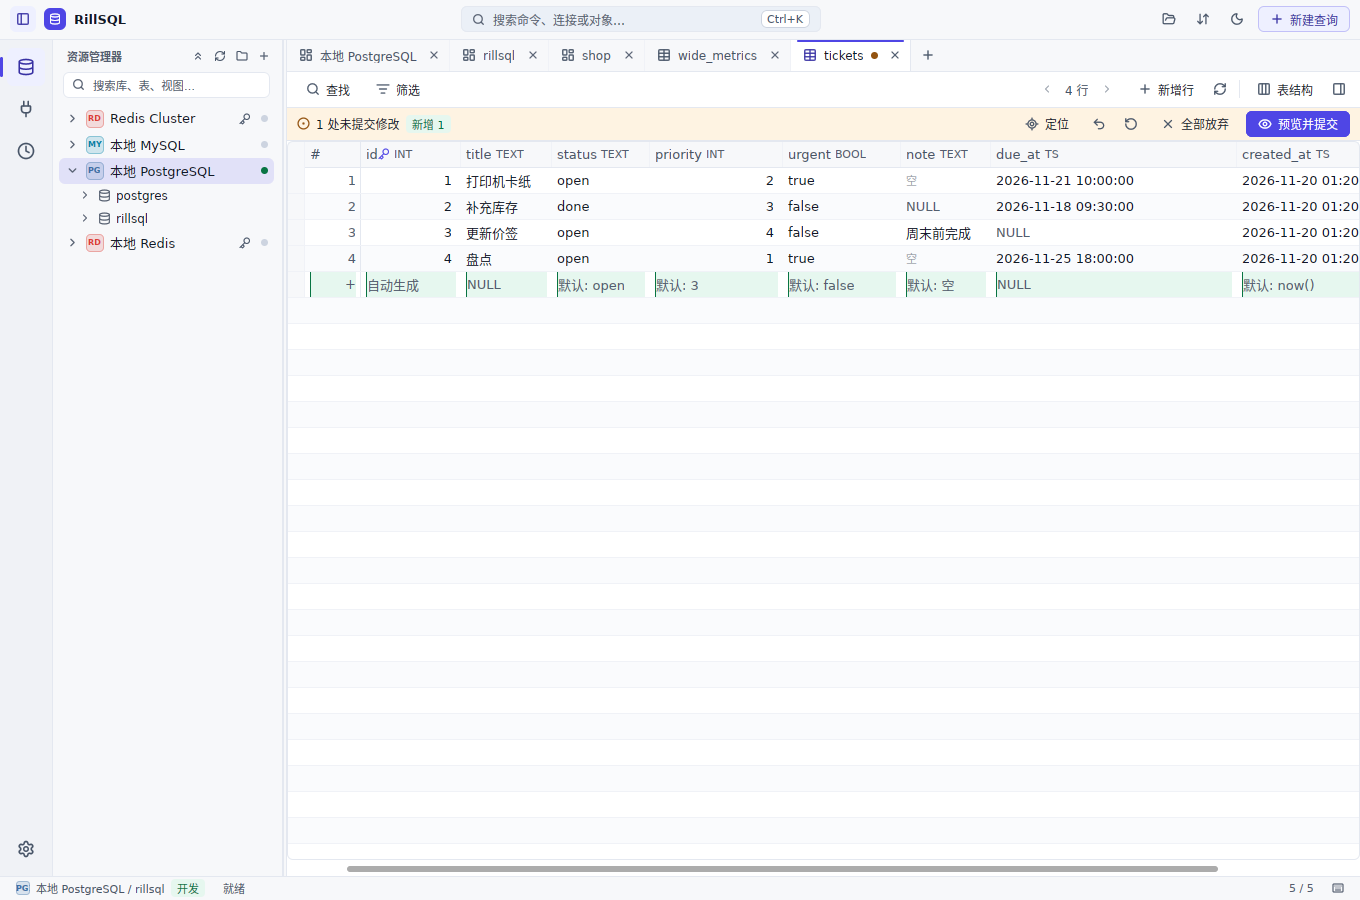 RillSQL
搜索命令、连接或对象... Ctrl+K
新建查询
资源管理器
搜索库、表、视图...
RD Redis Cluster
MY 本地 MySQL
PG 本地 PostgreSQL
postgres
rillsql
RD 本地 Redis
本地 PostgreSQL rillsql shop wide_metrics tickets
查找 筛选 4 行 新增行 表结构
1 处未提交修改 新增 1 定位 全部放弃 预览并提交
# id INT title TEXT status TEXT priority INT urgent BOOL note TEXT due_at TS created_at TS
1 1 打印机卡纸 open 2 true 空 2026-11-21 10:00:00 2026-11-20 01:20
2 2 补充库存 done 3 false NULL 2026-11-18 09:30:00 2026-11-20 01:20
3 3 更新价签 open 4 false 周末前完成 NULL 2026-11-20 01:20
4 4 盘点 open 1 true 空 2026-11-25 18:00:00 2026-11-20 01:20
+ 自动生成 NULL 默认: open 默认: 3 默认: false 默认: 空 NULL 默认: now()
PG 本地 PostgreSQL / rillsql 开发 就绪 5 / 5